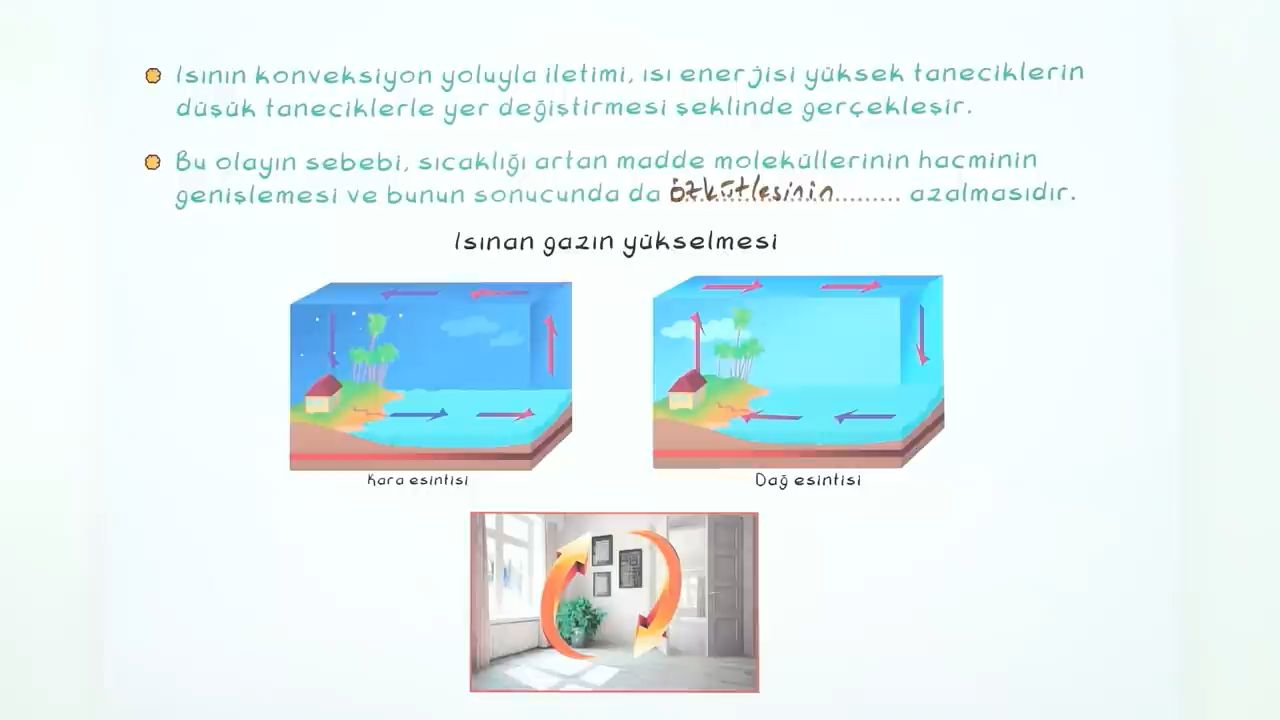 Isının konveksiyon yoluyla iletimi, ısı enerjisi yüksek taneciklerin
düşük taneciklerle yer değiştirmesi şeklinde gerçekleşir.
Bu olayın sebebi, sıcaklığı artan madde moleküllerinin hacminin
genişlemesi ve bunun sonucunda da özkütlesinin......... azalmasıdır.
Isınan gazın yükselmesi
Kara esintisi
Dağ esintisi